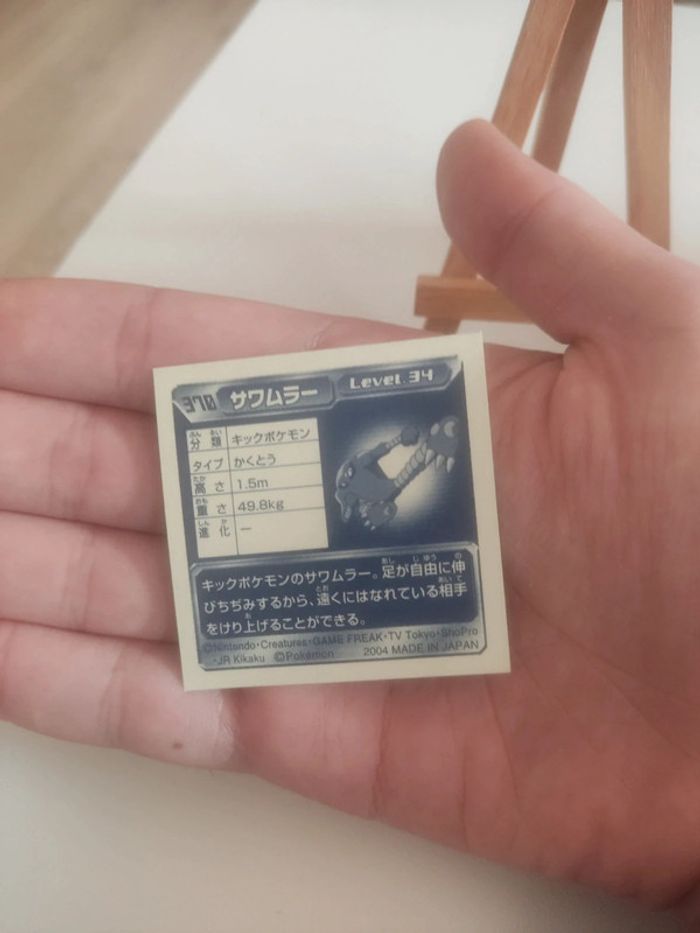 370 サワムラー Level.34
分類 キックポケモン
タイプ かくとう
高さ 1.5m
重さ 49.8kg
進化 ー
キックポケモンのサワムラー。足が自由に伸
びちぢみするから、遠くにはなれている相手
をけり上げることができる。
©Nintendo・Creatures・GAME FREAK・TV Tokyo・ShoPro
・JR Kikaku ©Pokémon 2004 MADE IN JAPAN